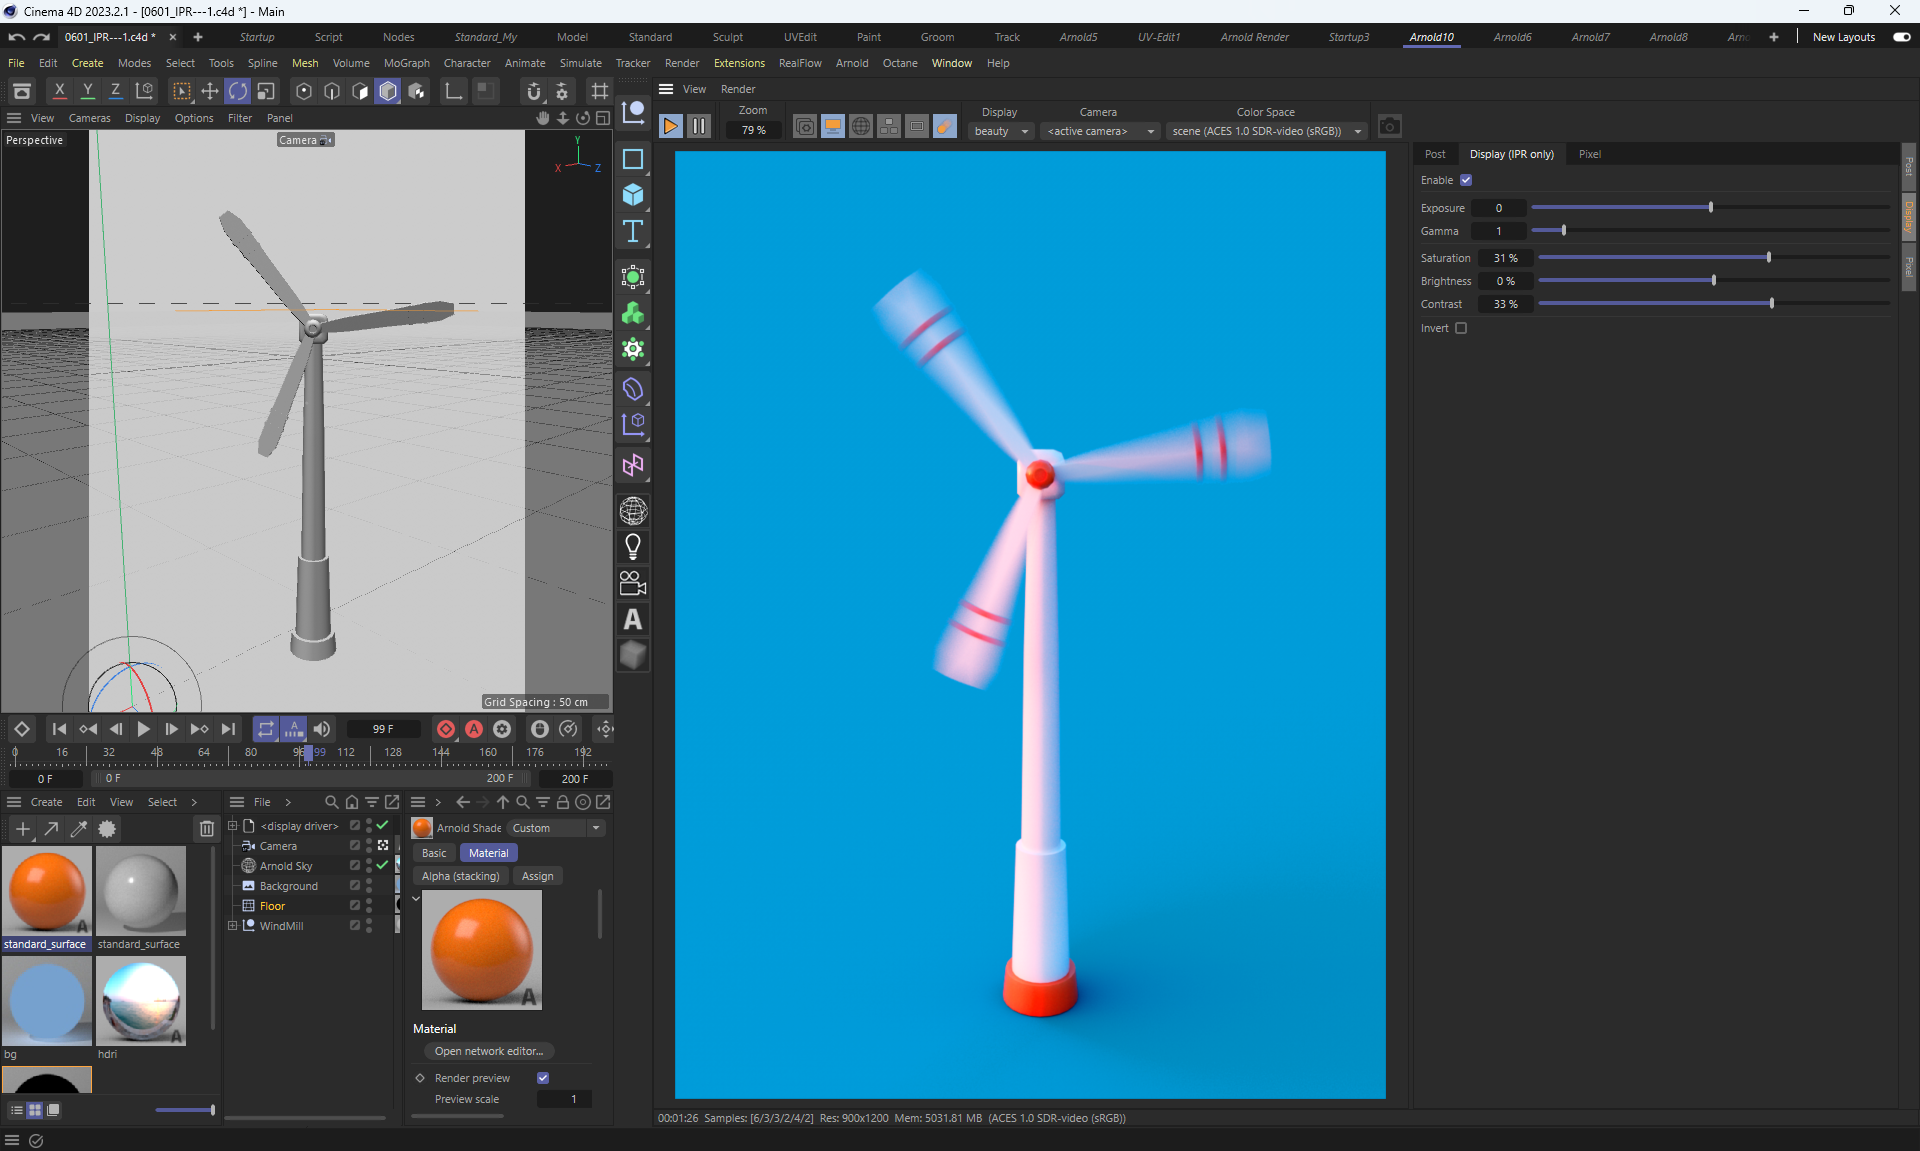 Cinema 4D 2023.2.1 - [0601_IPR---1.c4d *] - Main
0601_IPR---1.c4d * Startup Script Nodes Standard_My Model Standard Sculpt UVEdit Paint Groom Track Arnold5 UV-Edit1 Arnold Render Startup3 Arnold10 Arnold6 Arnold7 Arnold8 New Layouts
File Edit Create Modes Select Tools Spline Mesh Volume MoGraph Character Animate Simulate Tracker Render Extensions RealFlow Arnold Octane Window Help
X Y Z
View Render
View Cameras Display Options Filter Panel
Zoom Display Camera Color Space
79 % beauty <active camera> scene (ACES 1.0 SDR-video (sRGB))
Perspective
Camera
Y
X Z
Grid Spacing : 50 cm
Post Display (IPR only) Pixel
Enable
Exposure 0
Gamma 1
Saturation 31 %
Brightness 0 %
Contrast 33 %
Invert
Post
Display
Pixel
99 F
0 16 32 48 64 80 96 99 112 128 144 160 176 192
0 F 0 F 200 F 200 F
Create Edit View Select
File
<display driver>
Camera
Arnold Sky
Background
Floor
WindMill
standard_surface standard_surface
bg hdri
Arnold Shade Custom
Basic Material
Alpha (stacking) Assign
Material
Open network editor...
Render preview
Preview scale 1
00:01:26 Samples: [6/3/3/2/4/2] Res: 900x1200 Mem: 5031.81 MB (ACES 1.0 SDR-video (sRGB))